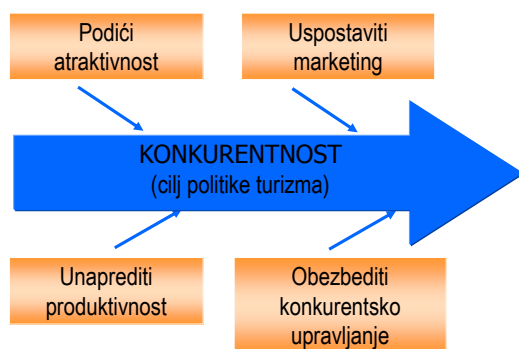 Podići
atraktivnost
Uspostaviti
marketing
KONKURENTNOST
(cilj politike turizma)
Unaprediti
produktivnost
Obezbediti
konkurentsko
upravljanje